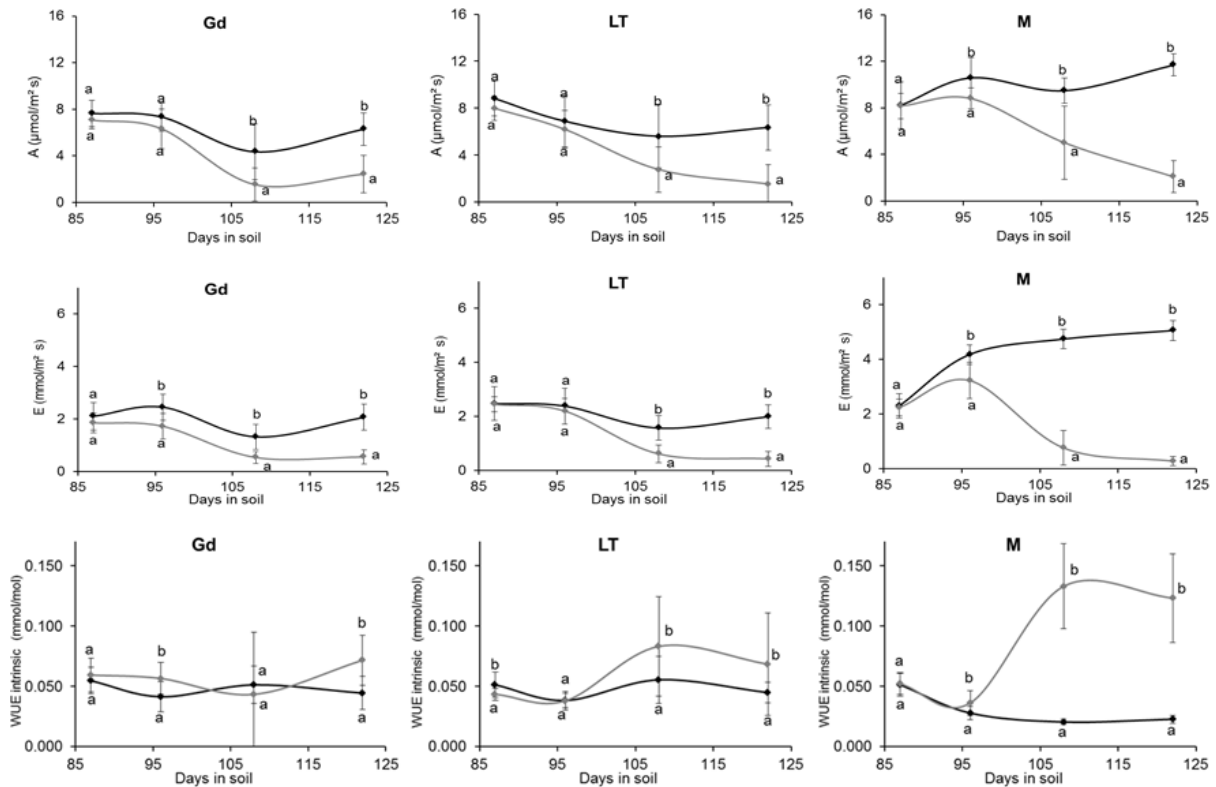 Gd
A (µmol/m² s)
16
12
8
4
0
a
a
b
b
a
a
a
a
85 95 105 115 125
Days in soil
LT
A (µmol/m² s)
16
12
8
4
0
a
a
b
b
a
a
a
a
85 95 105 115 125
Days in soil
M
A (µmol/m² s)
16
12
8
4
0
a
b
b
b
a
a
a
a
85 95 105 115 125
Days in soil
Gd
E (mmol/m² s)
6
4
2
0
a
b
b
b
a
a
a
a
85 95 105 115 125
Days in soil
LT
E (mmol/m² s)
6
4
2
0
a
a
b
b
a
a
a
a
85 95 105 115 125
Days in soil
M
E (mmol/m² s)
6
4
2
0
a
b
b
b
a
a
a
a
85 95 105 115 125
Days in soil
Gd
WUE intrinsic (mmol/mol)
0.150
0.100
0.050
0.000
a
b
a
b
a
a
a
a
85 95 105 115 125
Days in soil
LT
WUE intrinsic (mmol/mol)
0.150
0.100
0.050
0.000
b
a
b
b
a
a
a
a
85 95 105 115 125
Days in soil
M
WUE intrinsic (mmol/mol)
0.150
0.100
0.050
0.000
a
b
b
b
a
a
a
a
85 95 105 115 125
Days in soil